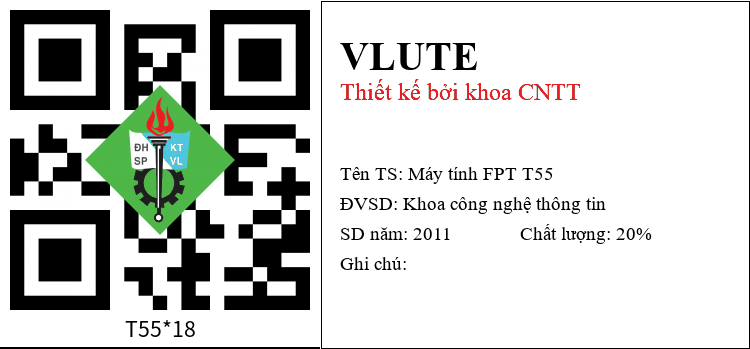 ĐH KT
SP VL
T55*18
VLUTE
Thiết kế bởi khoa CNTT
Tên TS: Máy tính FPT T55
ĐVSD: Khoa công nghệ thông tin
SD năm: 2011 Chất lượng: 20%
Ghi chú: